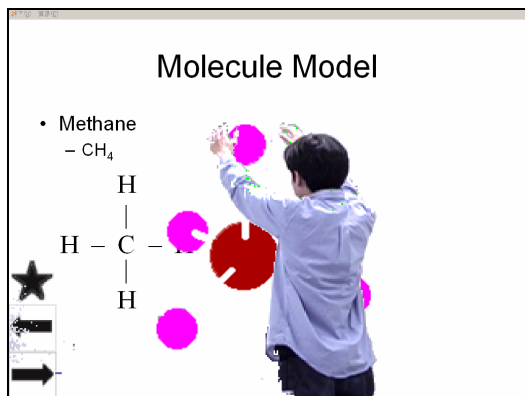 Molecule Model
• Methane
– CH₄
H
|
H – C –
|
H